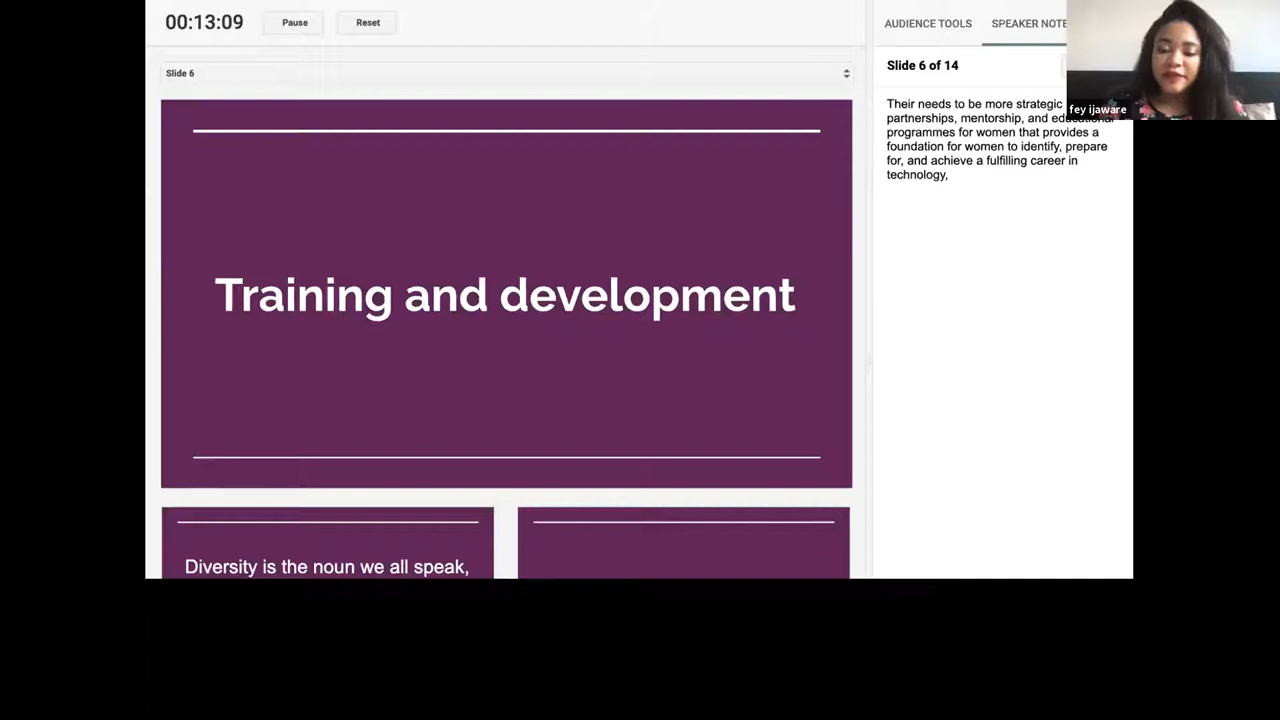 00:13:09
Pause
Reset
AUDIENCE TOOLS
SPEAKER NOTE
Slide 6
Slide 6 of 14
fey ijaware
Their needs to be more strategic
partnerships, mentorship, and educational
programmes for women that provides a
foundation for women to identify, prepare
for, and achieve a fulfilling career in
technology,
Training and development
Diversity is the noun we all speak,